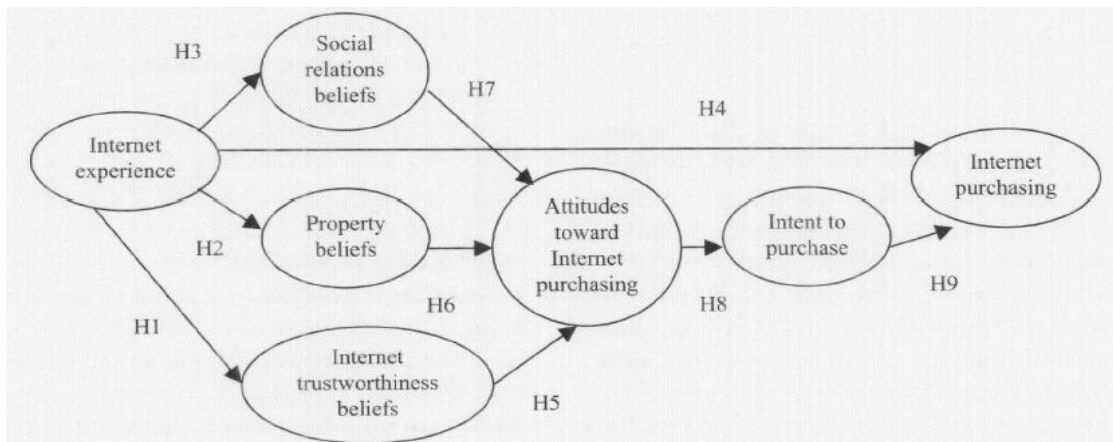 H3
Social
relations
beliefs
H7
H4
Internet
experience
Internet
purchasing
H2
Property
beliefs
Attitudes
toward
Internet
purchasing
Intent to
purchase
H1
H6
H8
H9
Internet
trustworthiness
beliefs
H5